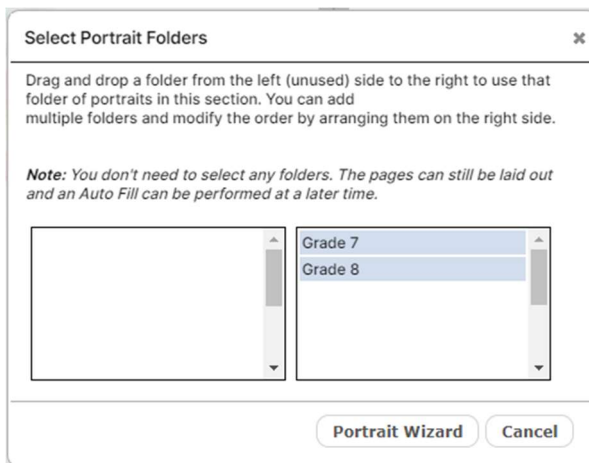 Select Portrait Folders
Drag and drop a folder from the left (unused) side to the right to use that
folder of portraits in this section. You can add
multiple folders and modify the order by arranging them on the right side.
Note: You don't need to select any folders. The pages can still be laid out
and an Auto Fill can be performed at a later time.
Grade 7
Grade 8
Portrait Wizard Cancel